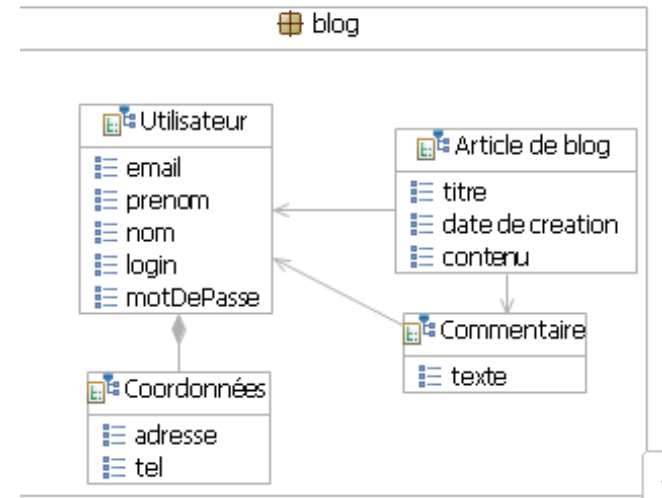 blog
Utilisateur
email
prenom
nom
login
motDePasse
Article de blog
titre
date de creation
contenu
Commentaire
texte
Coordonnées
adresse
tel